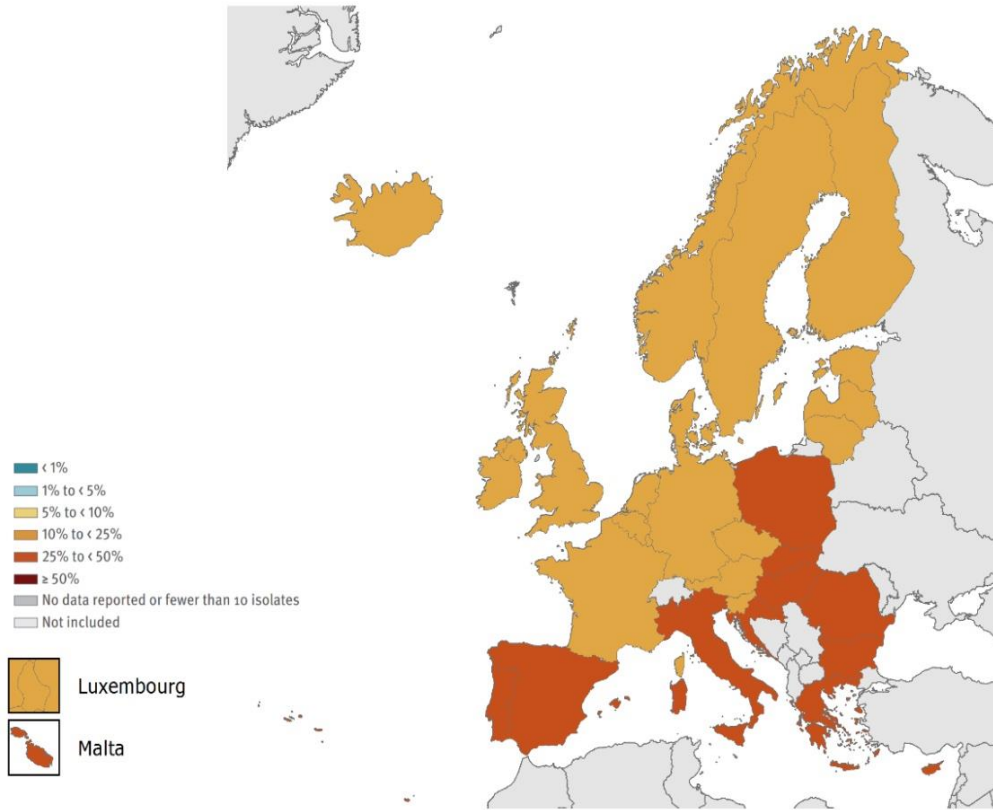 < 1%
1% to < 5%
5% to < 10%
10% to < 25%
25% to < 50%
≥ 50%
No data reported or fewer than 10 isolates
Not included
Luxembourg
Malta